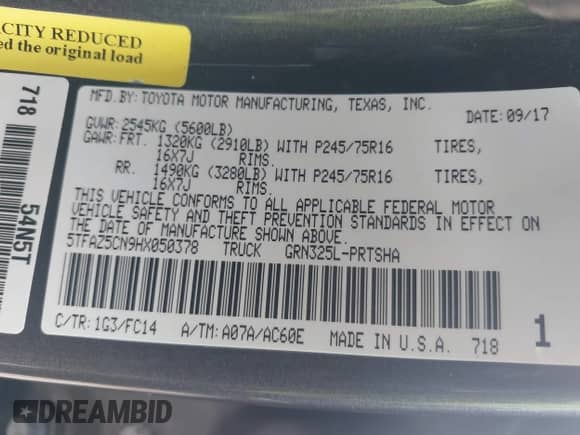 CITY REDUCED
ed the original load
MFD.BY:TOYOTA MOTOR MANUFACTURING, TEXAS, INC.
DATE:09/17
GVWR:2545KG (5600LB)
GAWR:FRT. 1320KG (2910LB) WITH P245/75R16 TIRES,
16X7J RIMS.
RR. 1490KG (3280LB) WITH P245/75R16 TIRES,
16X7J RIMS.
THIS VEHICLE CONFORMS TO ALL APPLICABLE FEDERAL MOTOR
VEHICLE SAFETY AND THEFT PREVENTION STANDARDS IN EFFECT ON
THE DATE OF MANUFACTURE SHOWN ABOVE.
5TFAZ5CN9HX050378 TRUCK GRN325L-PRTSHA
C/TR:1G3/FC14 A/TM:A07A/AC60E MADE IN U.S.A. 718
1
718
54N5T
DREAMBID